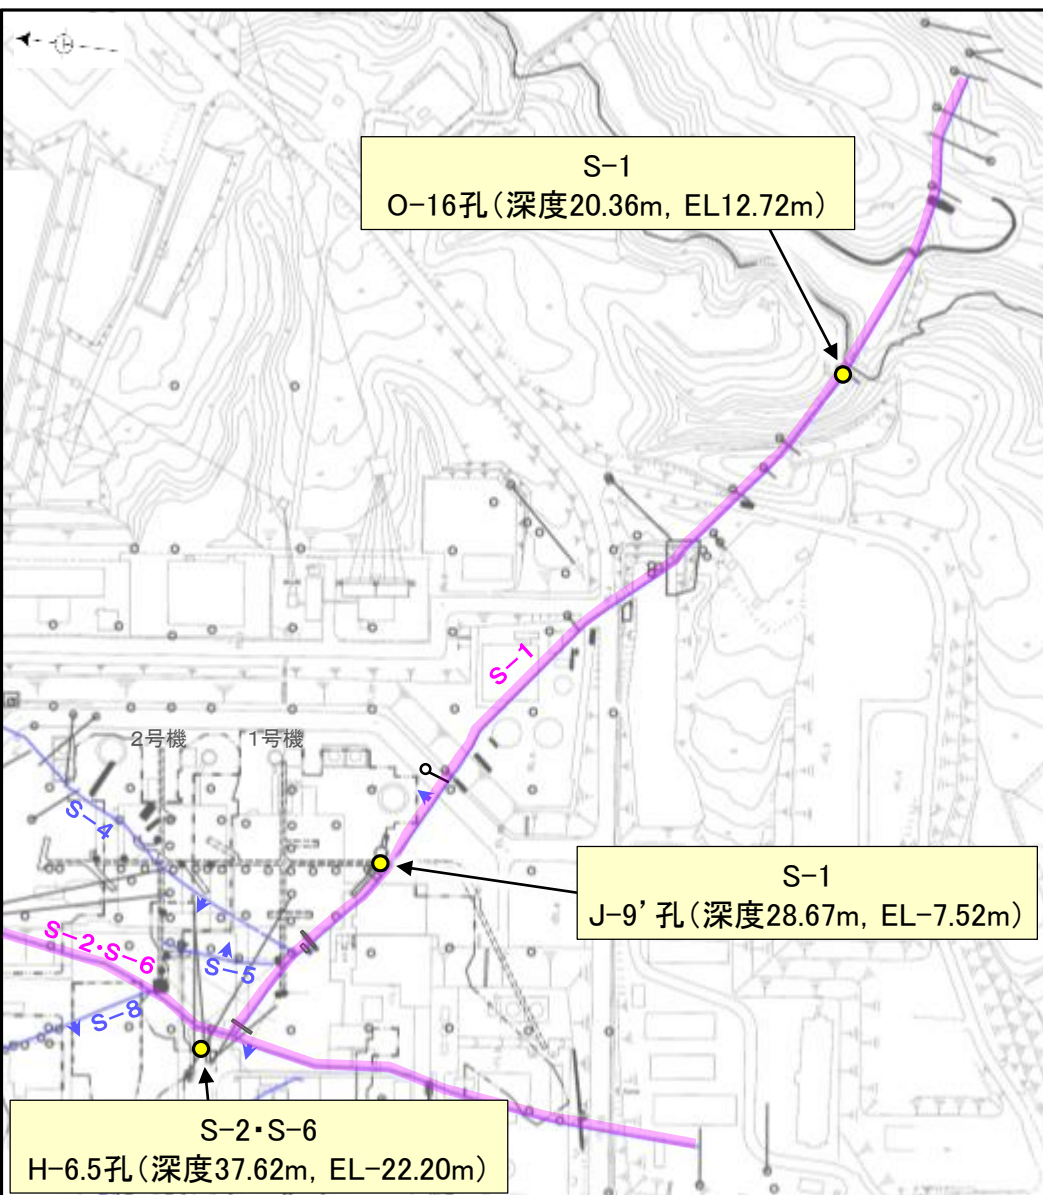 S-1
O-16孔(深度20.36m, EL12.72m)
S-1
2号機
1号機
S-4
S-1
J-9’孔(深度28.67m, EL-7.52m)
S-2・S-6
S-5
S-8
S-2・S-6
H-6.5孔(深度37.62m, EL-22.20m)